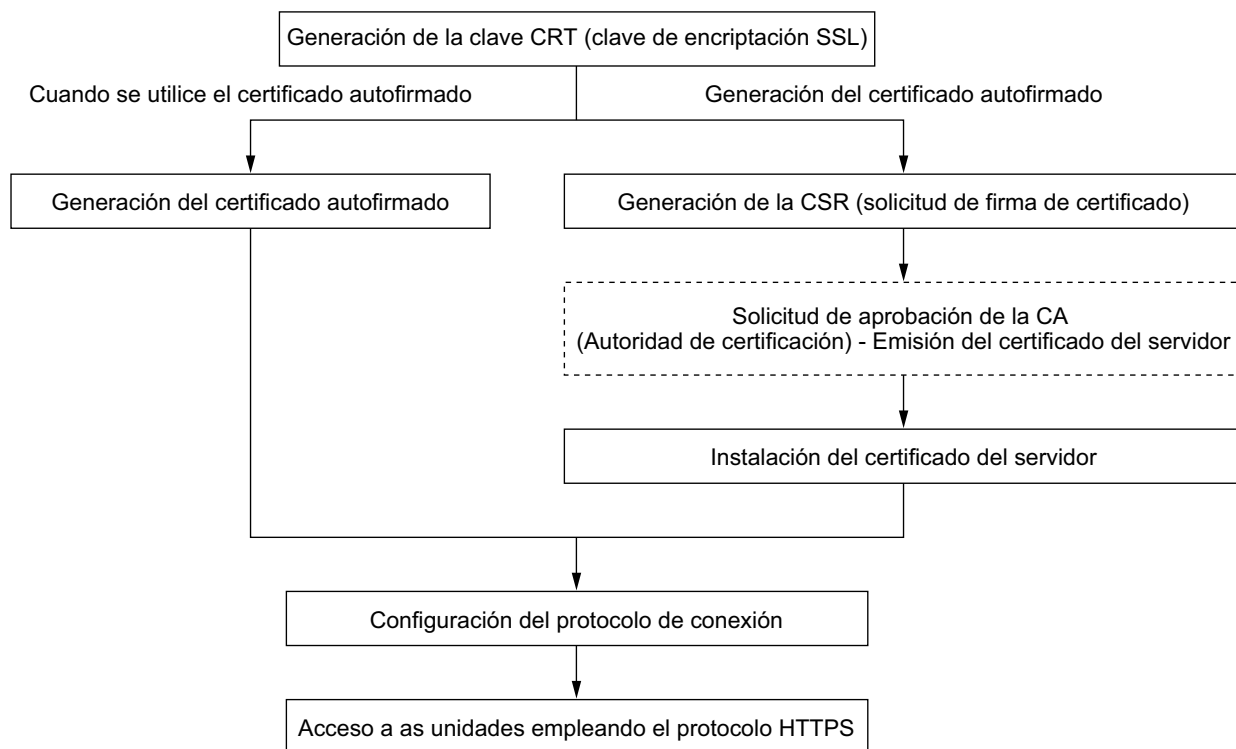 Generación de la clave CRT (clave de encriptación SSL)
Cuando se utilice el certificado autofirmado
Generación del certificado autofirmado
Generación del certificado autofirmado
Generación de la CSR (solicitud de firma de certificado)
Solicitud de aprobación de la CA
(Autoridad de certificación) - Emisión del certificado del servidor
Instalación del certificado del servidor
Configuración del protocolo de conexión
Acceso a as unidades empleando el protocolo HTTPS